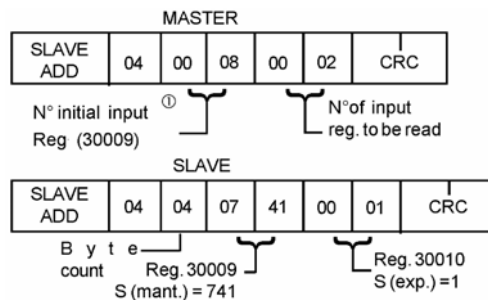 MASTER
SLAVE ADD 04 00 08 00 02 CRC
N° initial input ①
Reg (30009)
N°of input
reg. to be read
SLAVE
SLAVE ADD 04 04 07 41 00 01 CRC
B y t e
count
Reg. 30009
S (mant.) = 741
Reg. 30010
S (exp.) =1